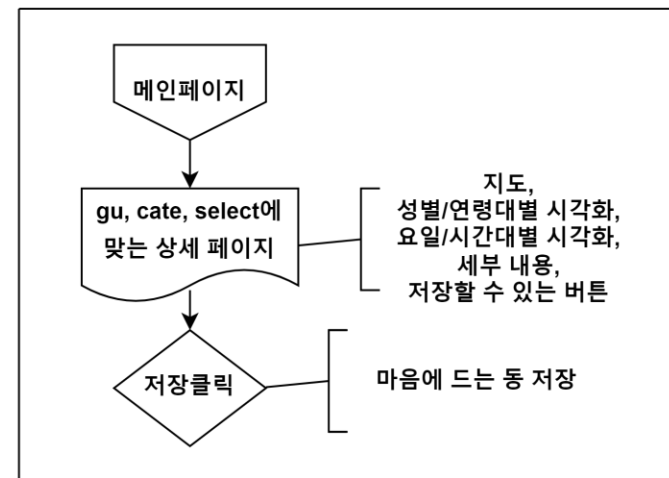 메인페이지
gu, cate, select에
맞는 상세 페이지
지도,
성별/연령대별 시각화,
요일/시간대별 시각화,
세부 내용,
저장할 수 있는 버튼
저장클릭
마음에 드는 동 저장